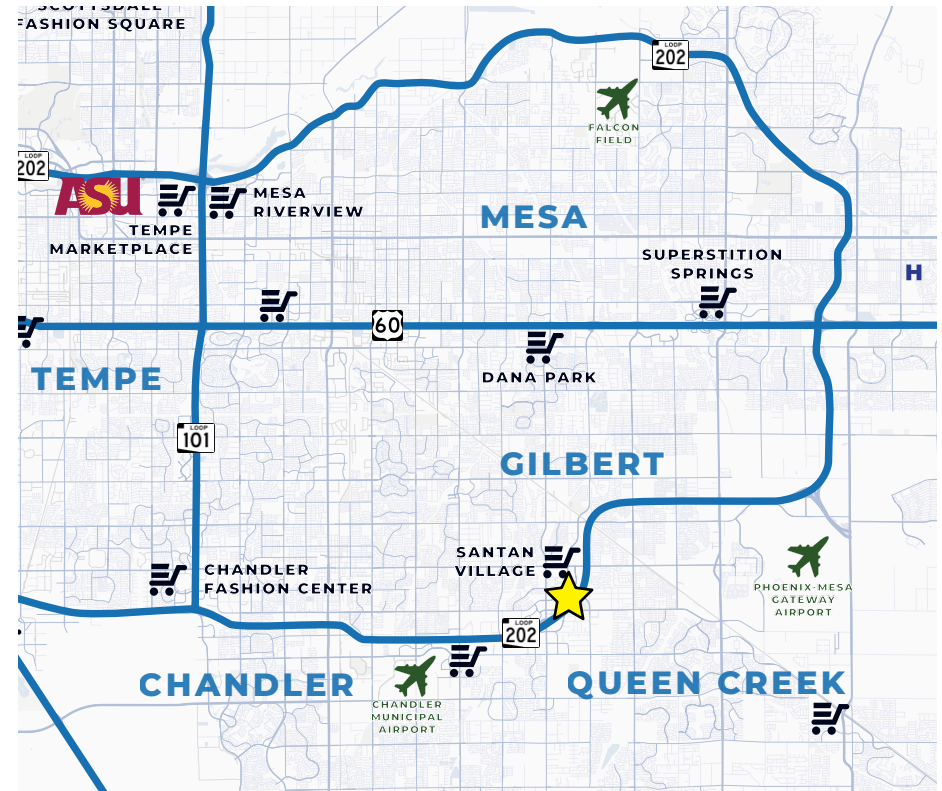 SCOTTSDALE
FASHION SQUARE
LOOP
202
FALCON
FIELD
LOOP
202
ASU
MESA
RIVERVIEW
TEMPE
MARKETPLACE
MESA
SUPERSTITION
SPRINGS
H
60
DANA PARK
TEMPE
LOOP
101
GILBERT
SANTAN
VILLAGE
CHANDLER
FASHION CENTER
PHOENIX-MESA
GATEWAY
AIRPORT
LOOP
202
CHANDLER
QUEEN CREEK
CHANDLER
MUNICIPAL
AIRPORT